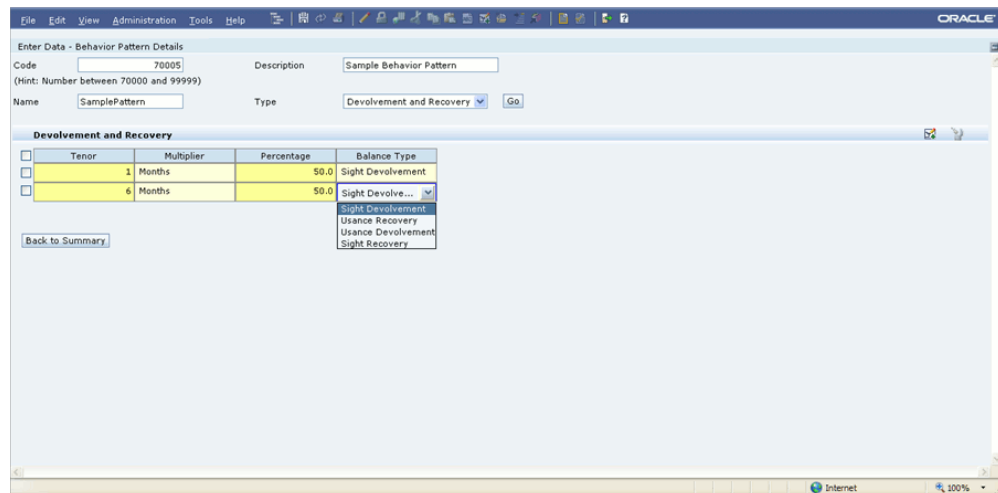 File Edit View Administration Tools Help
ORACLE
Enter Data - Behavior Pattern Details
Code 70005 Description Sample Behavior Pattern
(Hint: Number between 70000 and 99999)
Name SamplePattern Type Devolvement and Recovery Go
Devolvement and Recovery
Tenor Multiplier Percentage Balance Type
1 Months 50.0 Sight Devolvement
6 Months 50.0 Sight Devolve...
Sight Devolvement
Usance Recovery
Usance Devolvement
Sight Recovery
Back to Summary
Internet 100%